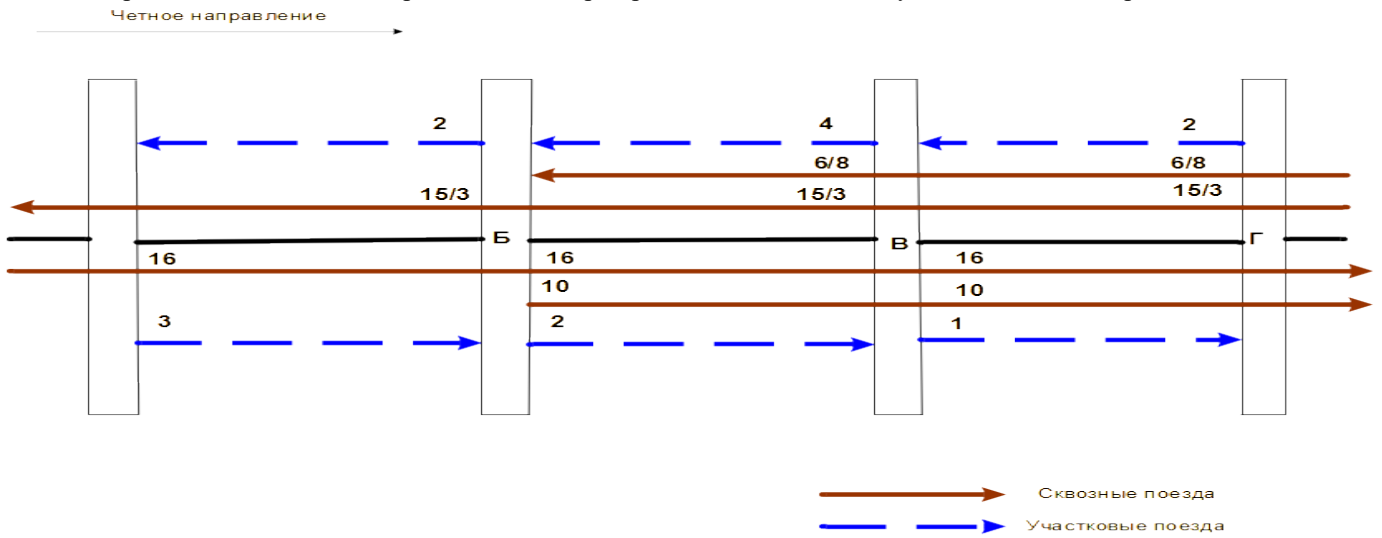 Четное направление
2 4 2
6/8 6/8
15/3 15/3 15/3
Б В Г
16 16 16
10 10
3 2 1
Сквозные поезда
Участковые поезда